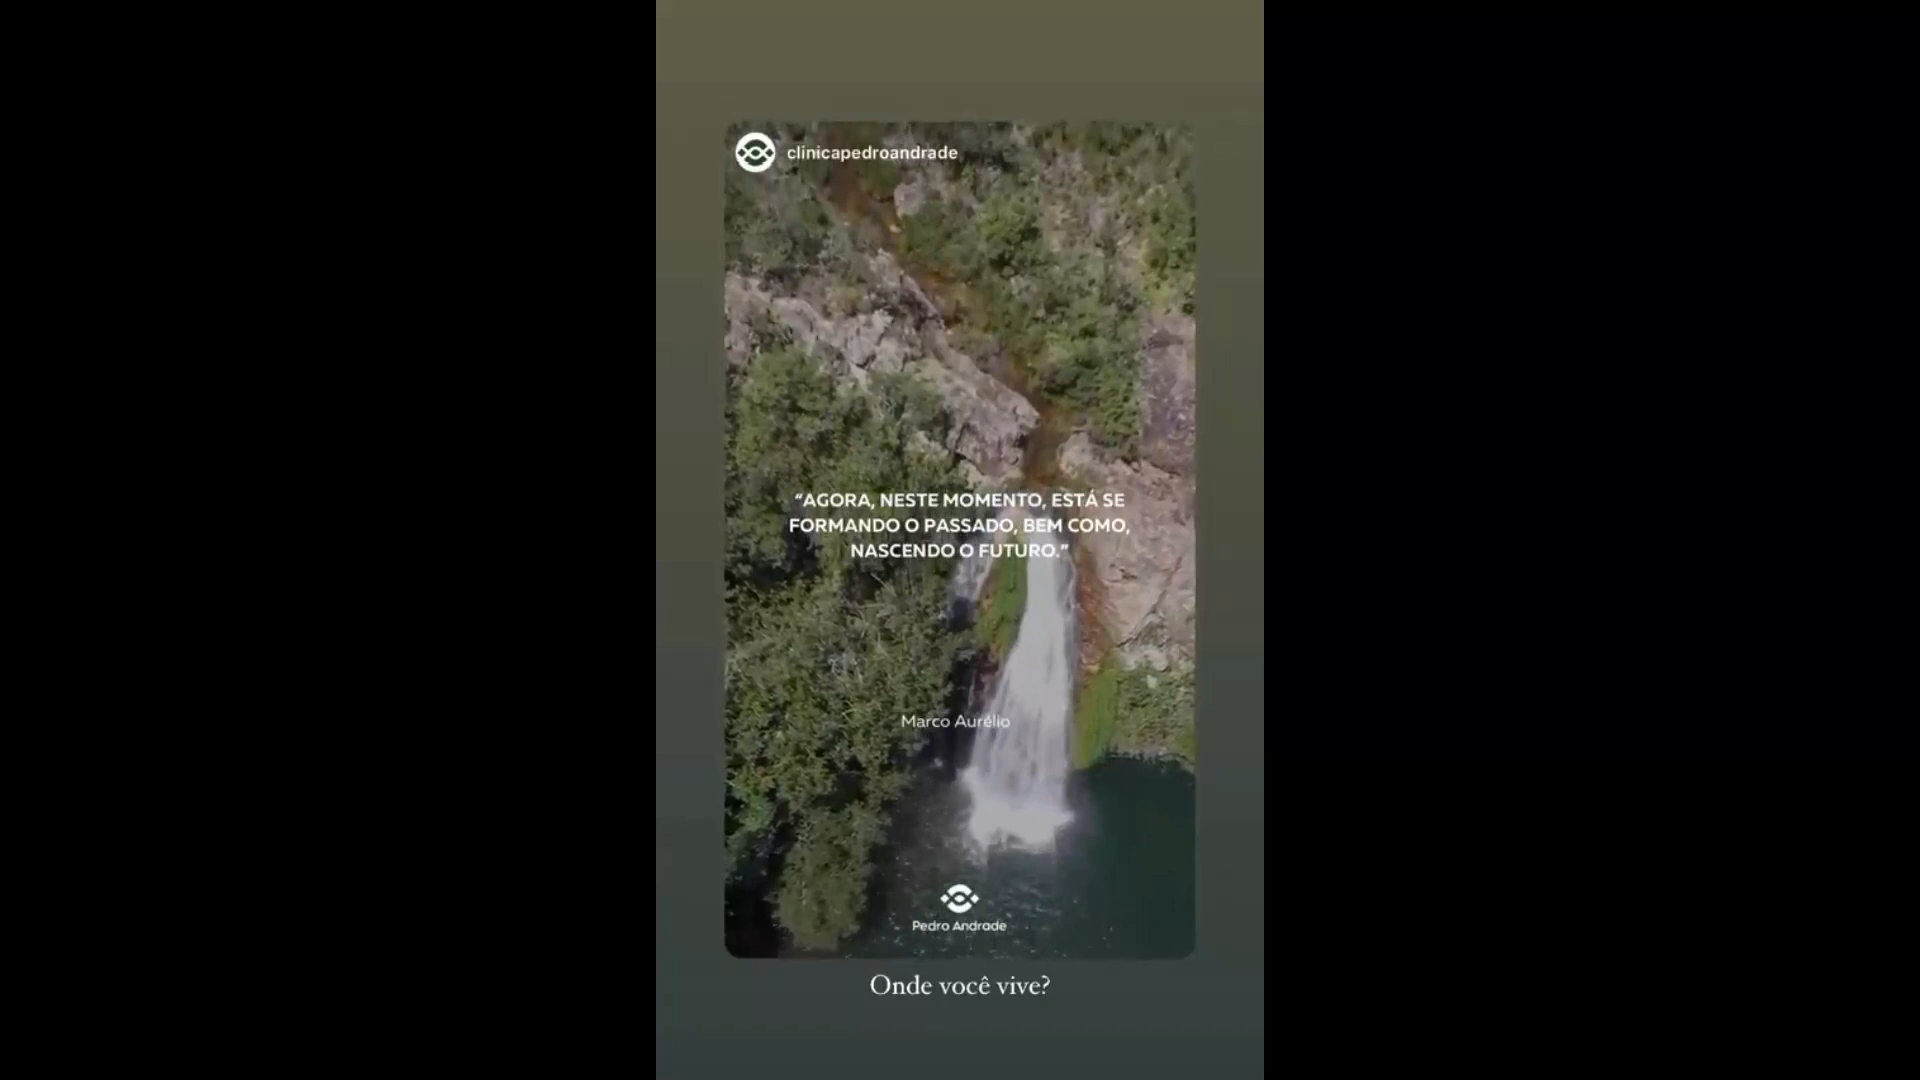 clinicapedroandrade
“AGORA, NESTE MOMENTO, ESTÁ SE
FORMANDO O PASSADO, BEM COMO,
NASCENDO O FUTURO.”
Marco Aurélio
Pedro Andrade
Onde você vive?